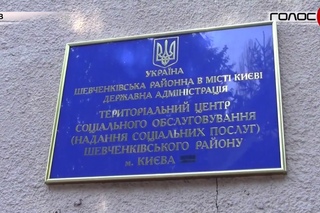 ГОЛОС
УКРАЇНА
ШЕВЧЕНКІВСЬКА РАЙОННА В МІСТІ КИЄВІ
ДЕРЖАВНА АДМІНІСТРАЦІЯ
ТЕРИТОРІАЛЬНИЙ ЦЕНТР
СОЦІАЛЬНОГО ОБСЛУГОВУВАННЯ
(НАДАННЯ СОЦІАЛЬНИХ ПОСЛУГ)
ШЕВЧЕНКІВСЬКОГО РАЙОНУ
м. КИЄВА